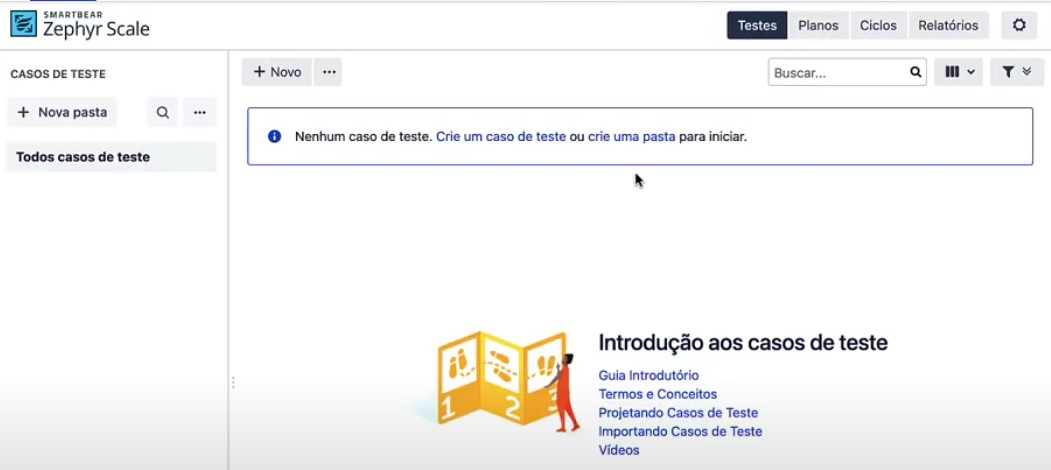 SMARTBEAR
Zephyr Scale
Testes Planos Ciclos Relatórios
CASOS DE TESTE
+ Novo ...
Buscar...
+ Nova pasta ...
Todos casos de teste
Nenhum caso de teste. Crie um caso de teste ou crie uma pasta para iniciar.
1 2 3
Introdução aos casos de teste
Guia Introdutório
Termos e Conceitos
Projetando Casos de Teste
Importando Casos de Teste
Vídeos